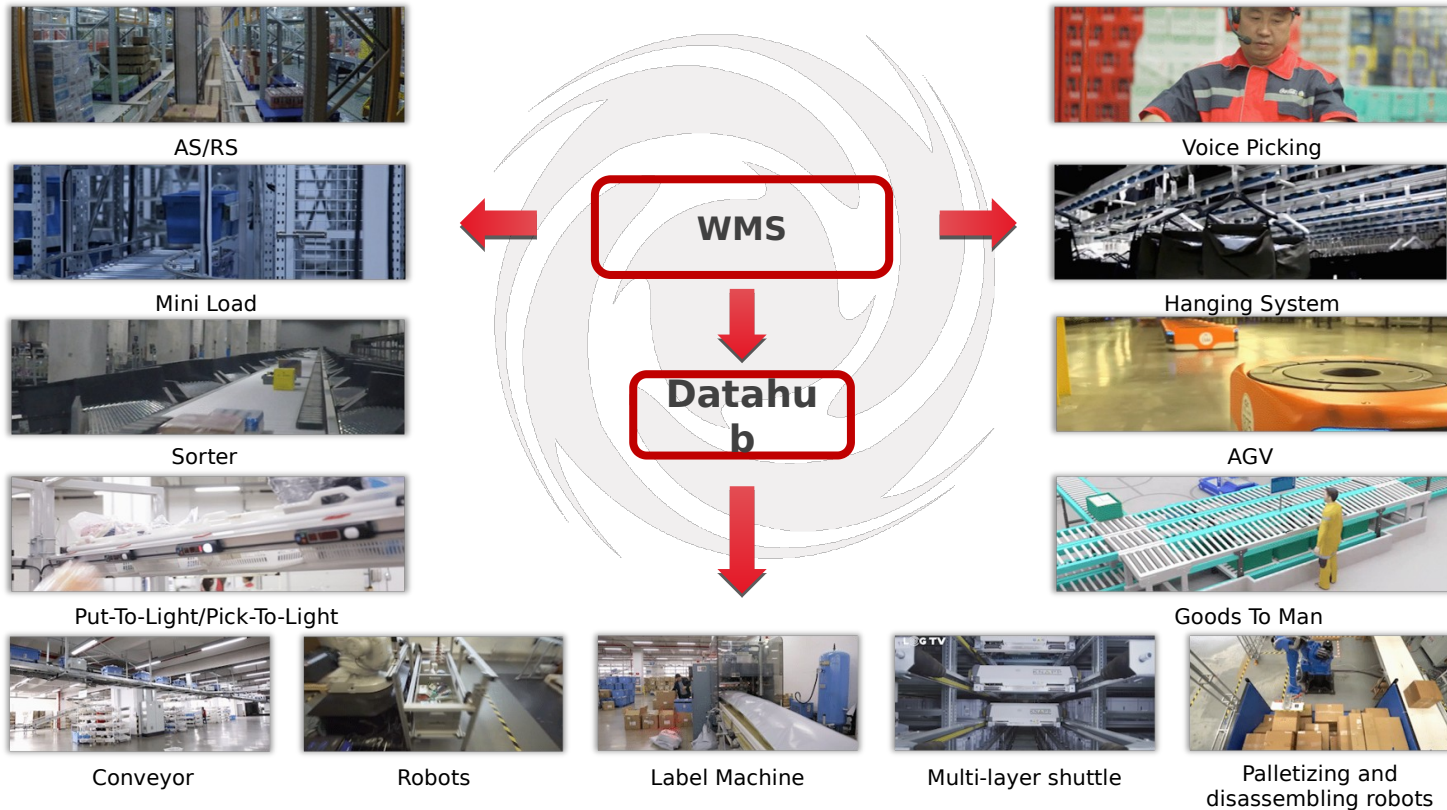 AS/RS
Voice Picking
WMS
Mini Load
Hanging System
Datahu
b
Sorter
AGV
Put-To-Light/Pick-To-Light
Goods To Man
TV
Conveyor
Robots
Label Machine
Multi-layer shuttle
Palletizing and
disassembling robots